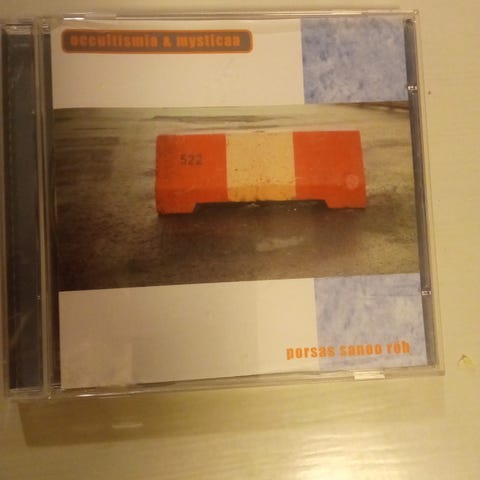 occultismia & mysticaa
522
porsas sanoo röh